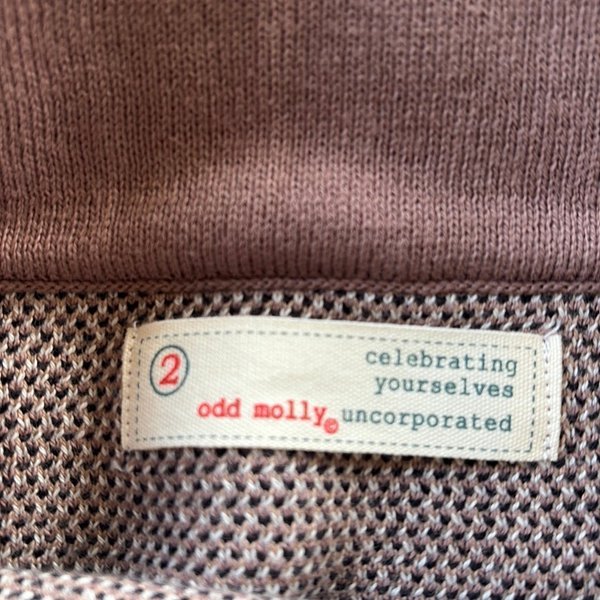 2
celebrating
yourselves
odd molly© uncorporated